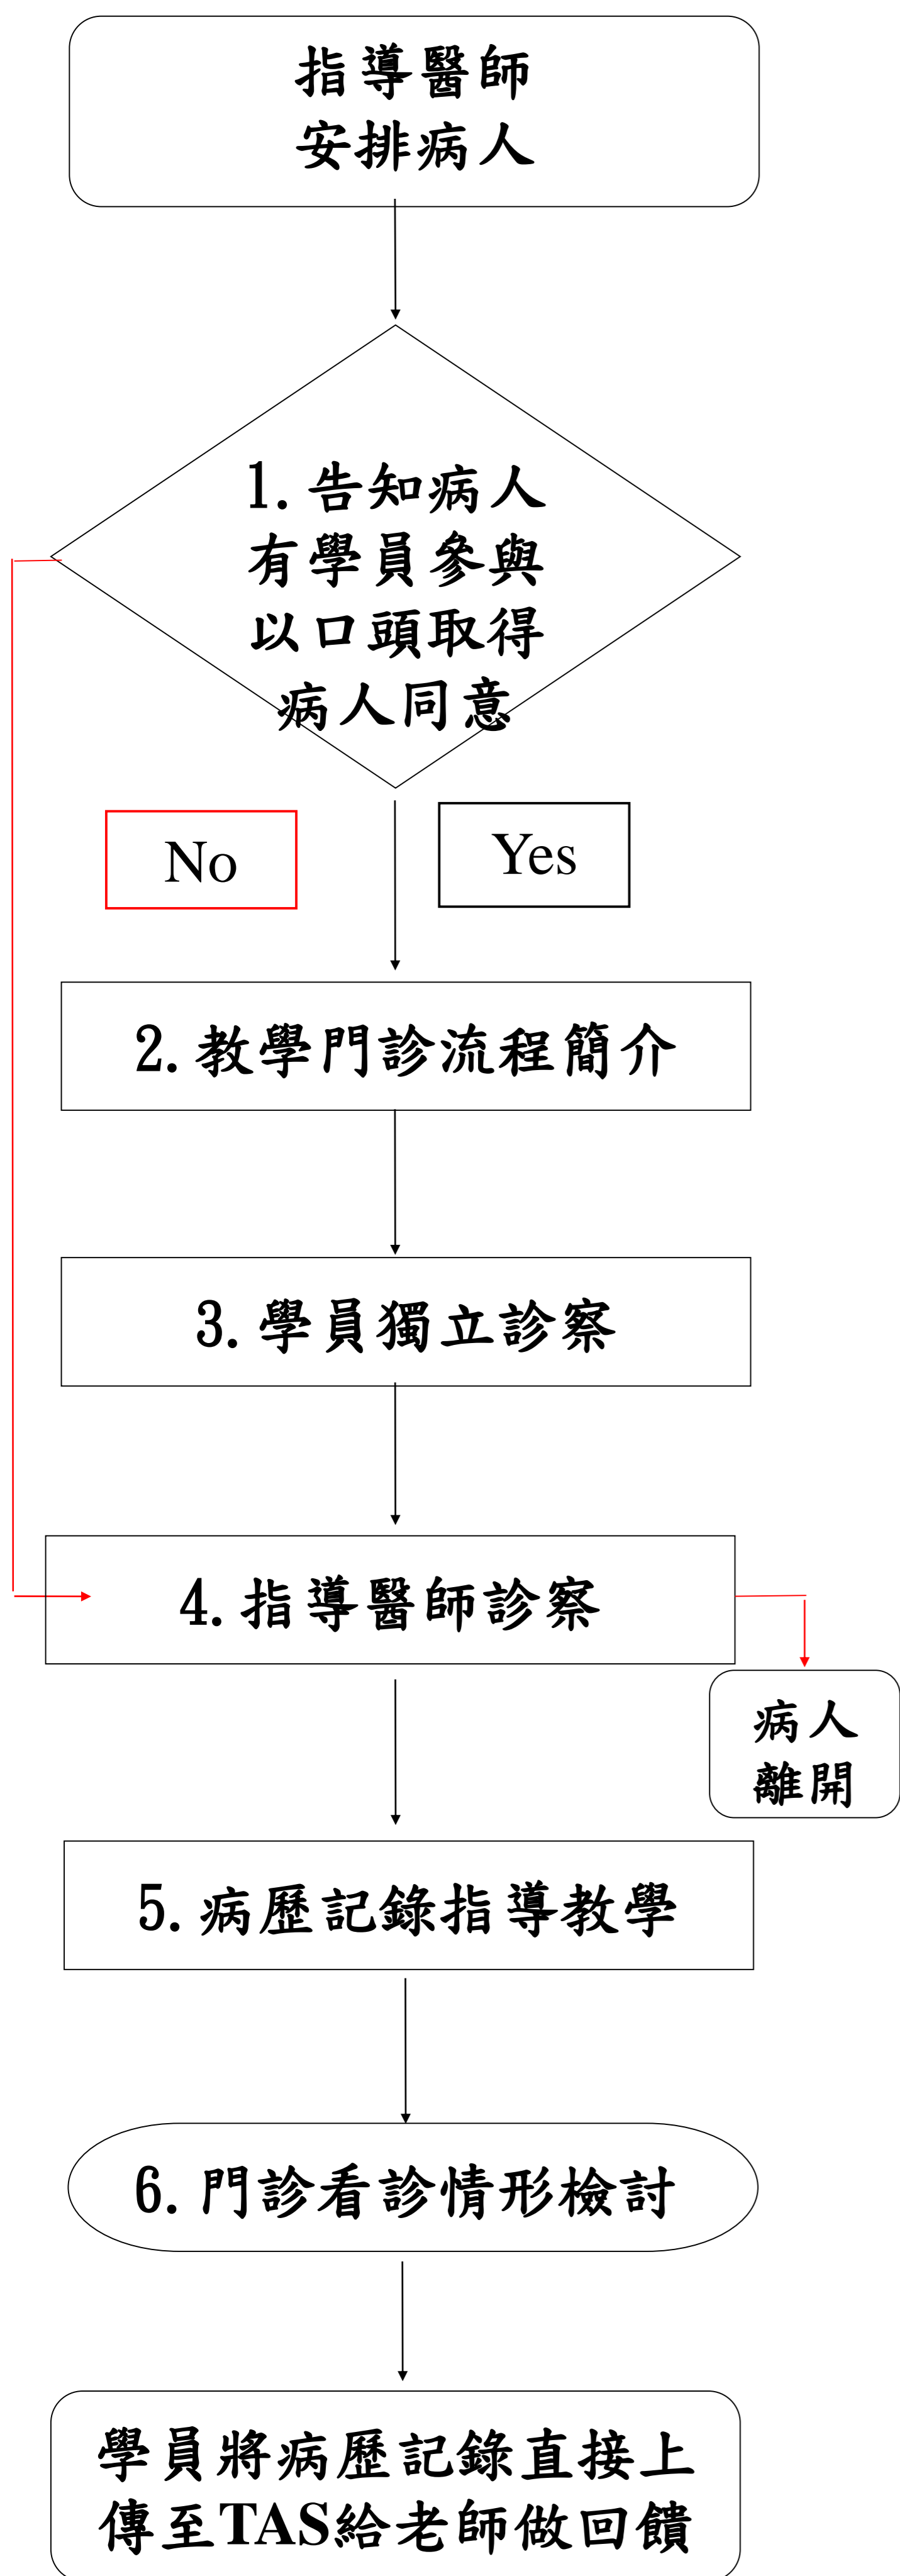 指導醫師
安排病人
1.告知病人
有學員參與
以口頭取得
病人同意
No
Yes
2.教學門診流程簡介
3.學員獨立診察
4.指導醫師診察
病人
離開
5.病歷記錄指導教學
6.門診看診情形檢討
學員將病歷記錄直接上
傳至TAS給老師做回饋